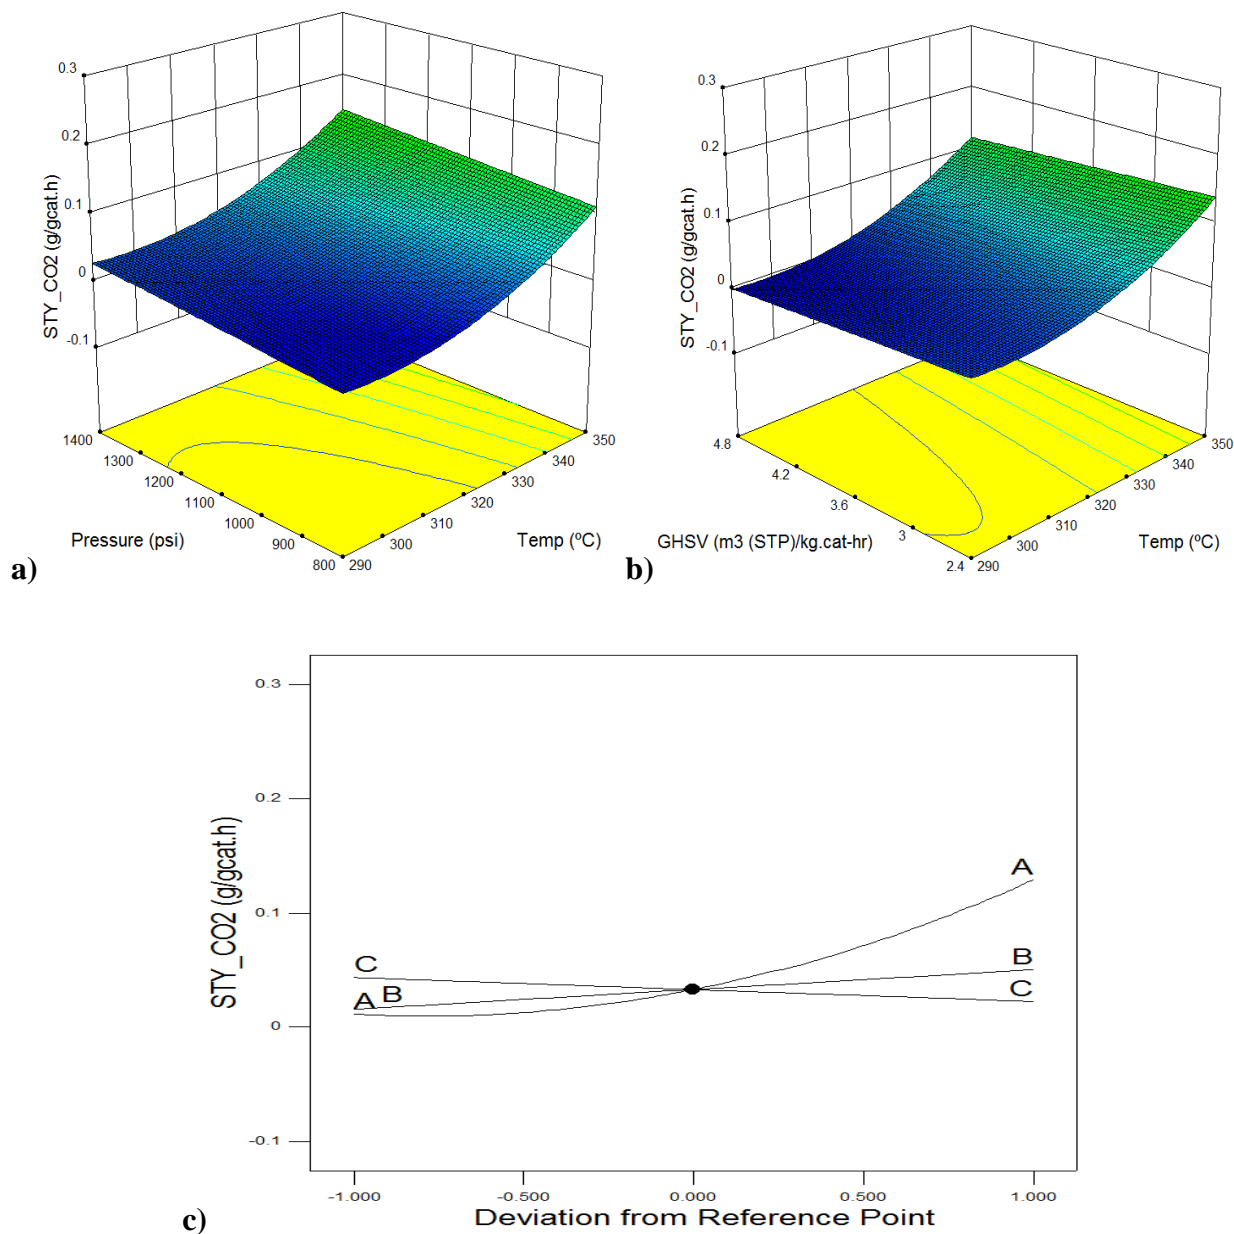 0.3
0.2
0.1
0
-0.1
STY_CO2 (g/gcat.h)
1400
1300
1200
1100
1000
900
800
290
300
310
320
330
340
350
Pressure (psi)
Temp (ºC)
a)
0.3
0.2
0.1
0
-0.1
STY_CO2 (g/gcat.h)
4.8
4.2
3.6
3
2.4
290
300
310
320
330
340
350
GHSV (m3 (STP)/kg.cat-hr)
Temp (ºC)
b)
0.3
0.2
0.1
0
-0.1
STY_CO2 (g/gcat.h)
A
B
C
C
B
A
-1.000
-0.500
0.000
0.500
1.000
Deviation from Reference Point
c)